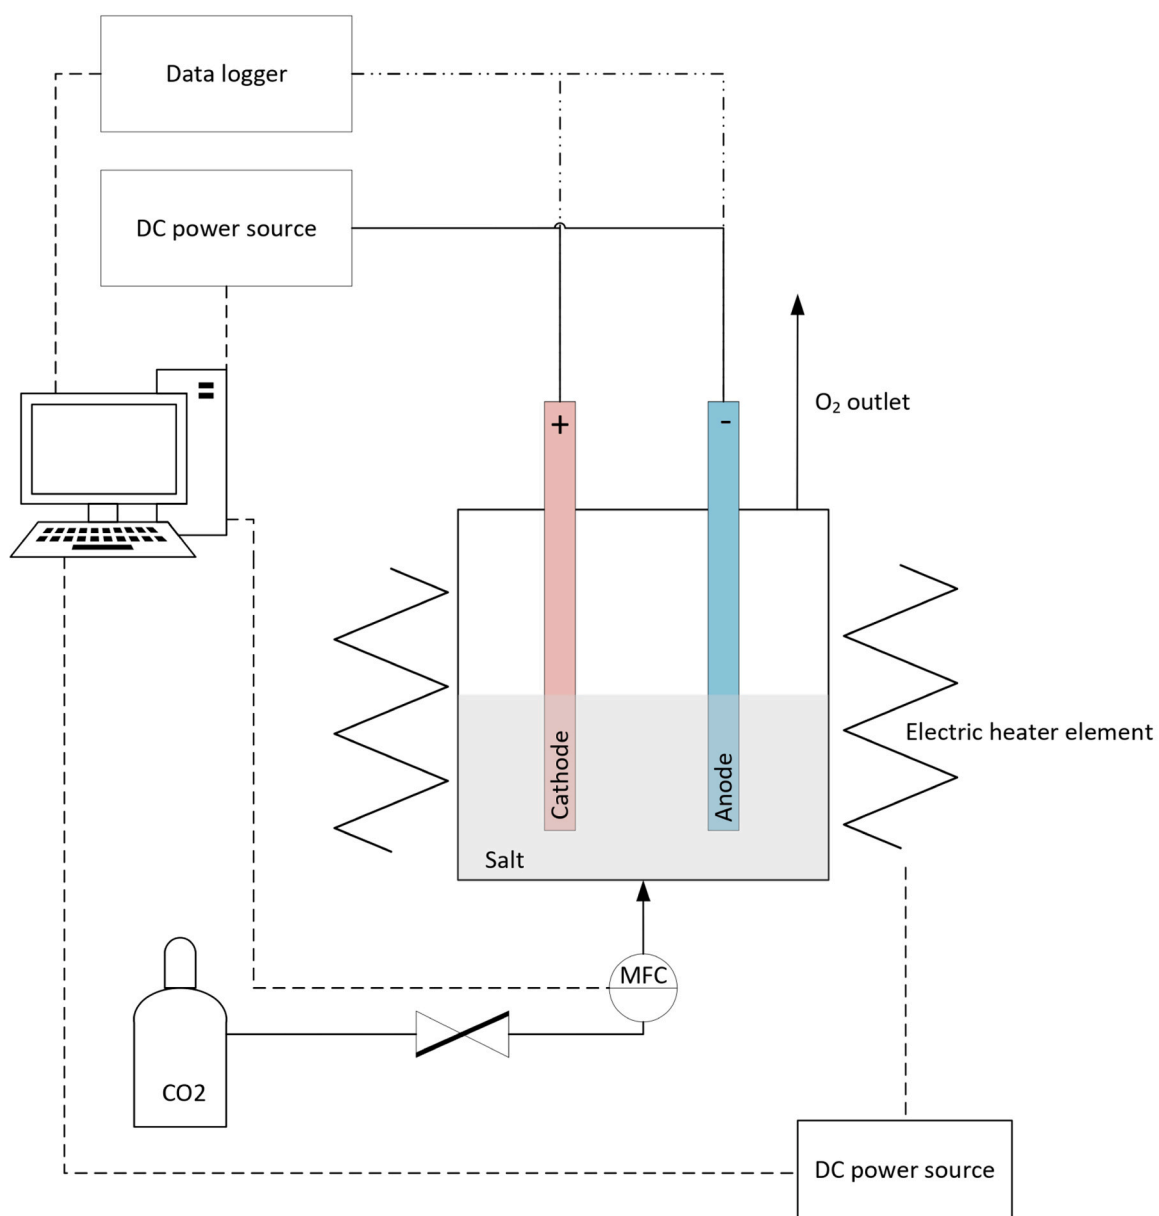 Data logger
DC power source
O₂ outlet
+
-
Electric heater element
Cathode
Anode
Salt
MFC
CO2
DC power source